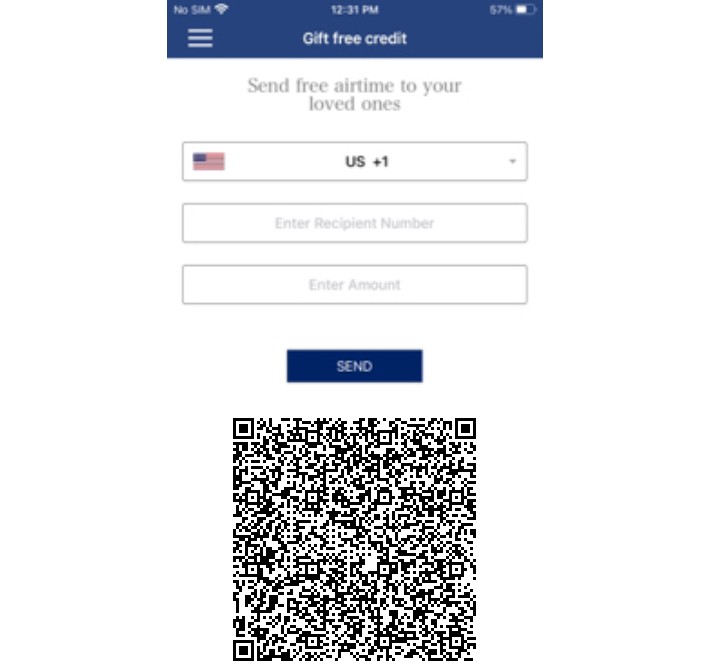 No SIM 12:31 PM 57%
Gift free credit
Send free airtime to your
loved ones
US +1
Enter Recipient Number
Enter Amount
SEND